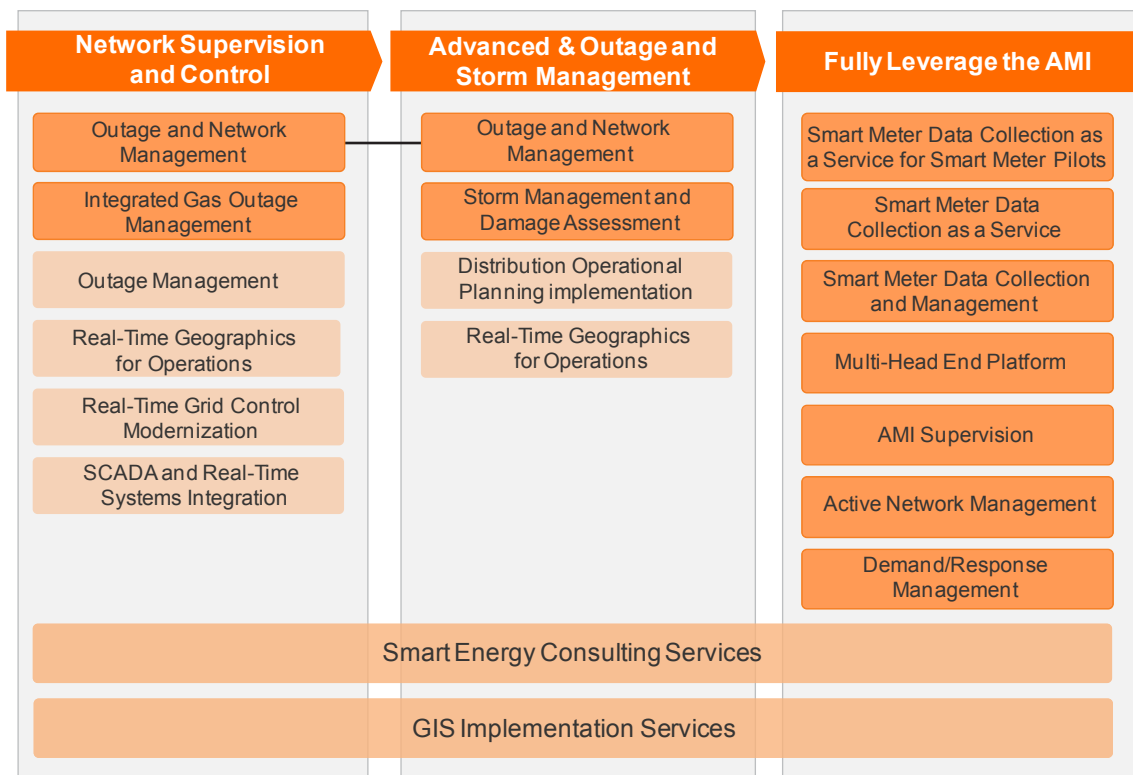 Network Supervision
and Control
Advanced & Outage and
Storm Management
Fully Leverage the AMI
Outage and Network
Management
Integrated Gas Outage
Management
Outage Management
Real-Time Geographics
for Operations
Real-Time Grid Control
Modernization
SCADA and Real-Time
Systems Integration
Outage and Network
Management
Storm Management and
Damage Assessment
Distribution Operational
Planning implementation
Real-Time Geographics
for Operations
Smart Meter Data Collection as
a Service for Smart Meter Pilots
Smart Meter Data
Collection as a Service
Smart Meter Data Collection
and Management
Multi-Head End Platform
AMI Supervision
Active Network Management
Demand/Response
Management
Smart Energy Consulting Services
GIS Implementation Services